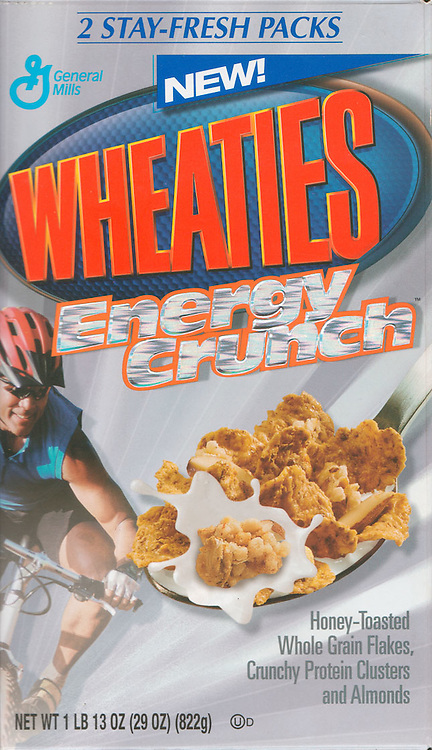 2 STAY-FRESH PACKS
General
Mills
NEW!
WHEATIES
Energy
Crunch™
Honey-Toasted
Whole Grain Flakes,
Crunchy Protein Clusters
and Almonds
NET WT 1 LB 13 OZ (29 OZ) (822g) Ⓤ D